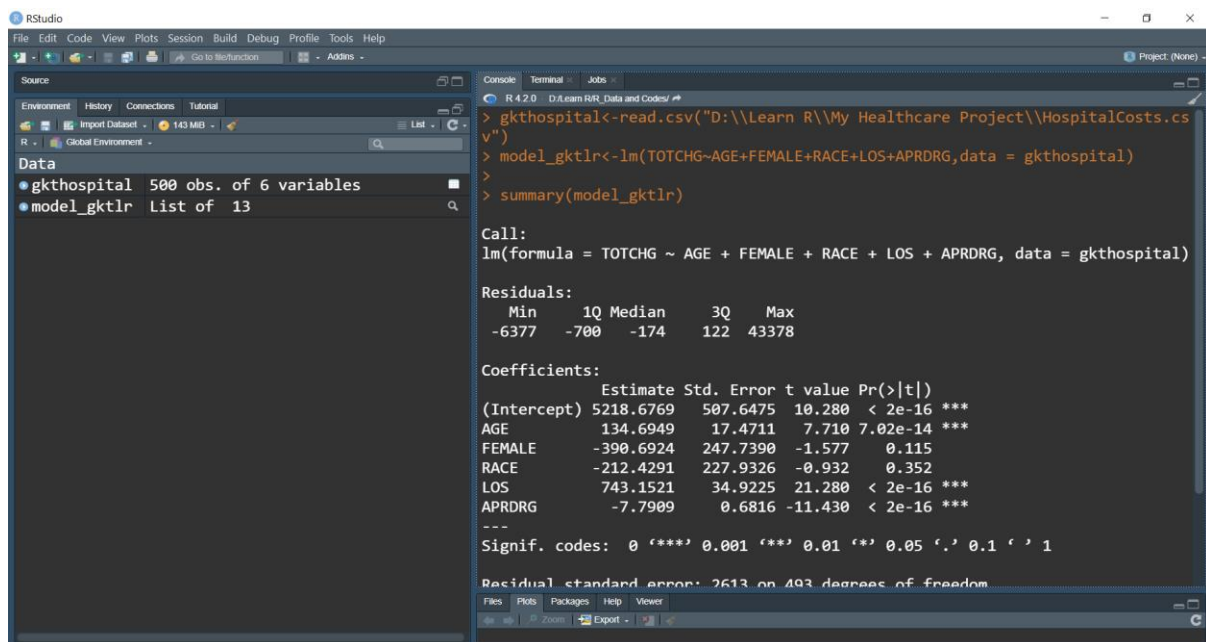 RStudio
File Edit Code View Plots Session Build Debug Profile Tools Help
Go to file/function Addins
Project: (None)
Source
Environment History Connections Tutorial
Import Dataset 143 MiB List
R Global Environment
Data
gkthospital 500 obs. of 6 variables
model_gktlr List of 13
Console Terminal Jobs
R 4.2.0 D:/Learn R/R_Data and Codes/
> gkthospital<-read.csv("D:\\Learn R\\My Healthcare Project\\HospitalCosts.cs
v")
> model_gktlr<-lm(TOTCHG~AGE+FEMALE+RACE+LOS+APRDRG,data = gkthospital)
>
> summary(model_gktlr)
Call:
lm(formula = TOTCHG ~ AGE + FEMALE + RACE + LOS + APRDRG, data = gkthospital)
Residuals:
Min 1Q Median 3Q Max
-6377 -700 -174 122 43378
Coefficients:
Estimate Std. Error t value Pr(>|t|)
(Intercept) 5218.6769 507.6475 10.280 < 2e-16 ***
AGE 134.6949 17.4711 7.710 7.02e-14 ***
FEMALE -390.6924 247.7390 -1.577 0.115
RACE -212.4291 227.9326 -0.932 0.352
LOS 743.1521 34.9225 21.280 < 2e-16 ***
APRDRG -7.7909 0.6816 -11.430 < 2e-16 ***
---
Signif. codes: 0 ‘***’ 0.001 ‘**’ 0.01 ‘*’ 0.05 ‘.’ 0.1 ‘ ’ 1
Residual standard error: 2613 on 493 degrees of freedom
Files Plots Packages Help Viewer
Zoom Export